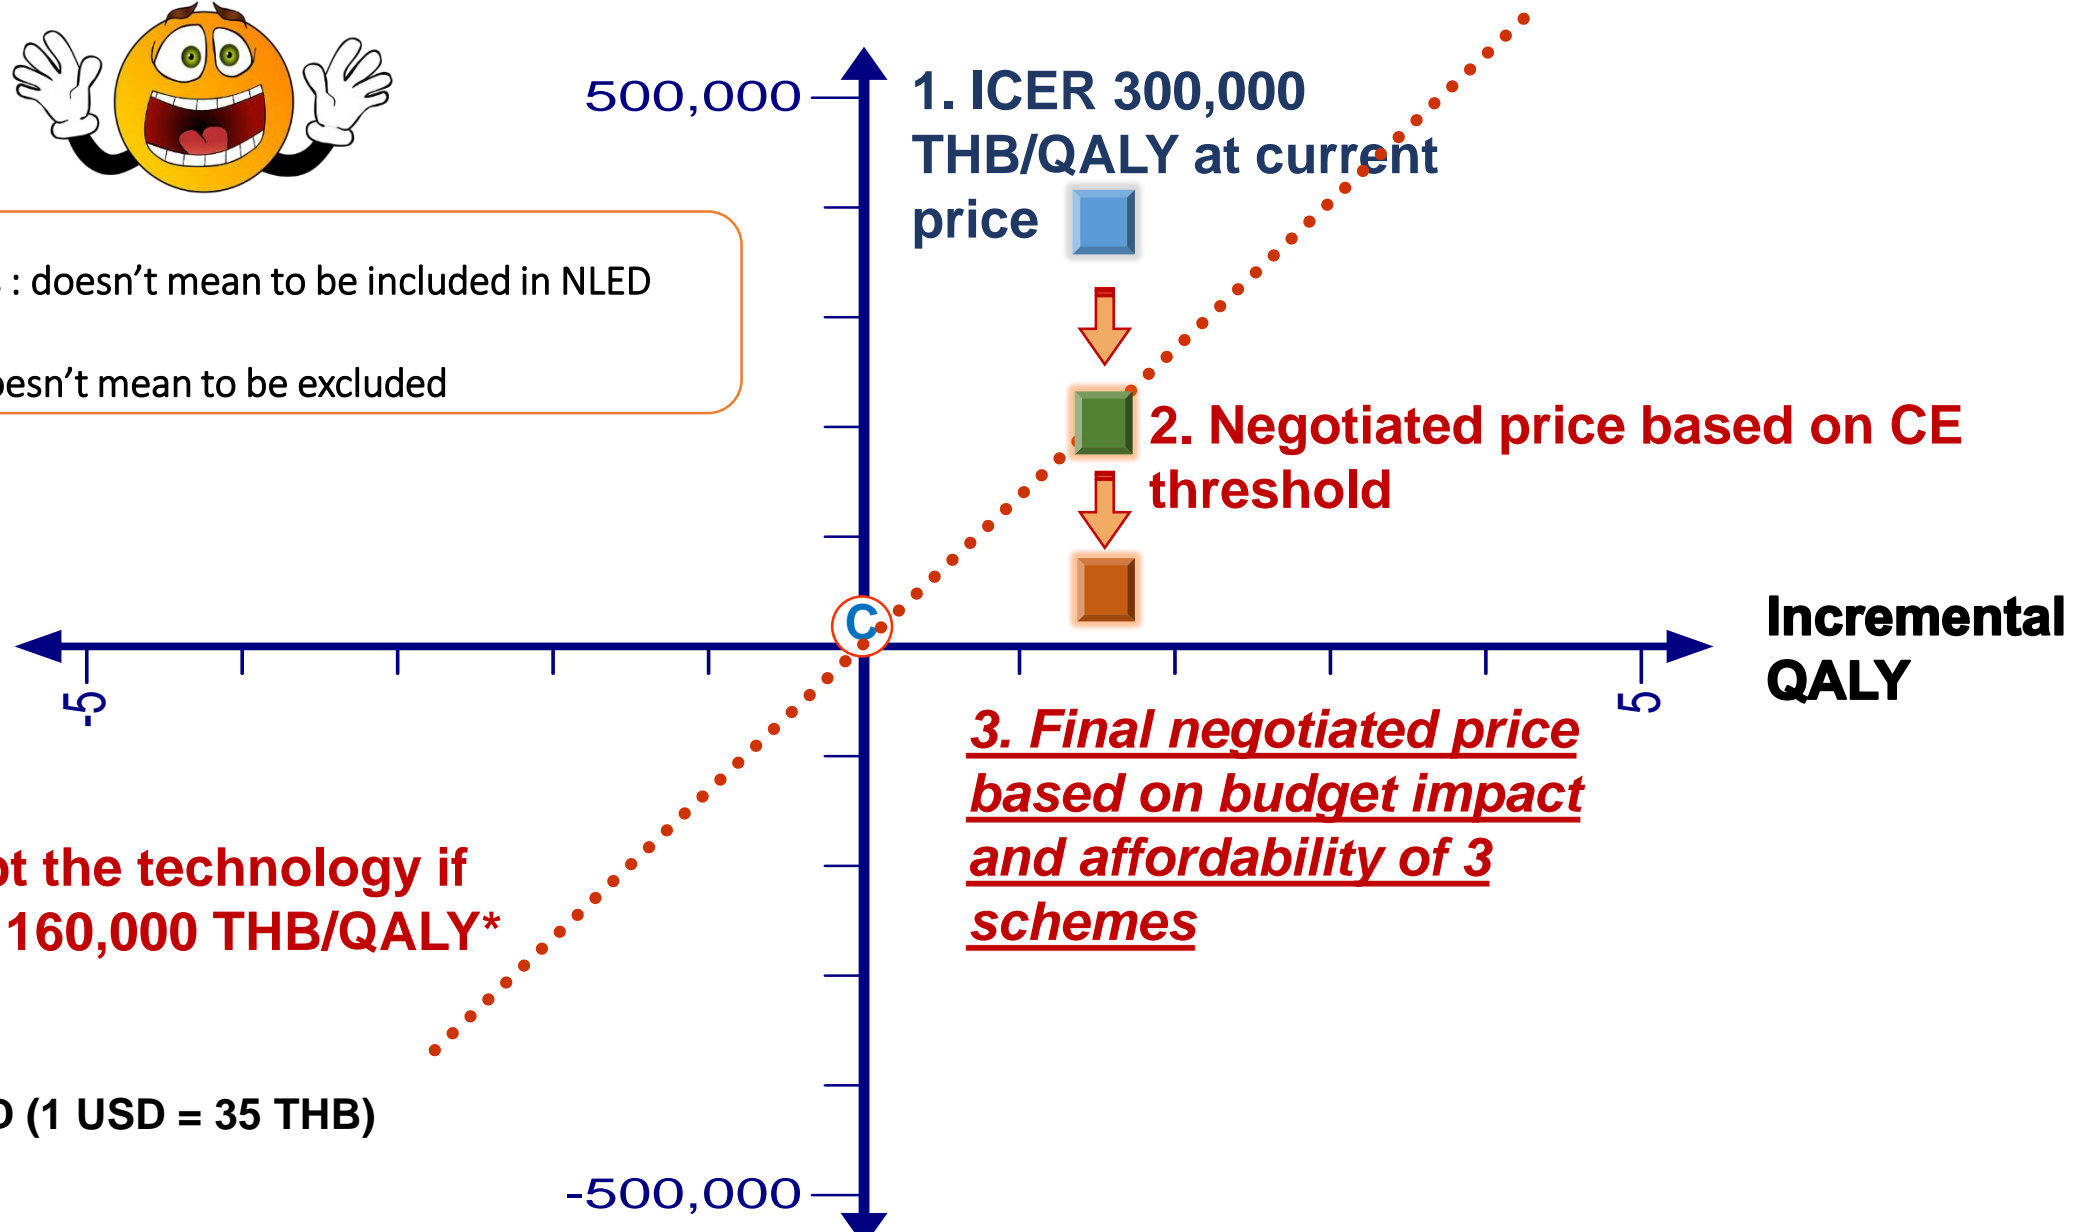 500,000
1. ICER 300,000
THB/QALY at current
price
: doesn't mean to be included in NLED
doesn't mean to be excluded
2. Negotiated price based on CE
threshold
C
Incremental
QALY
-5
5
3. Final negotiated price
based on budget impact
and affordability of 3
schemes
the technology if
160,000 THB/QALY*
(1 USD = 35 THB)
-500,000